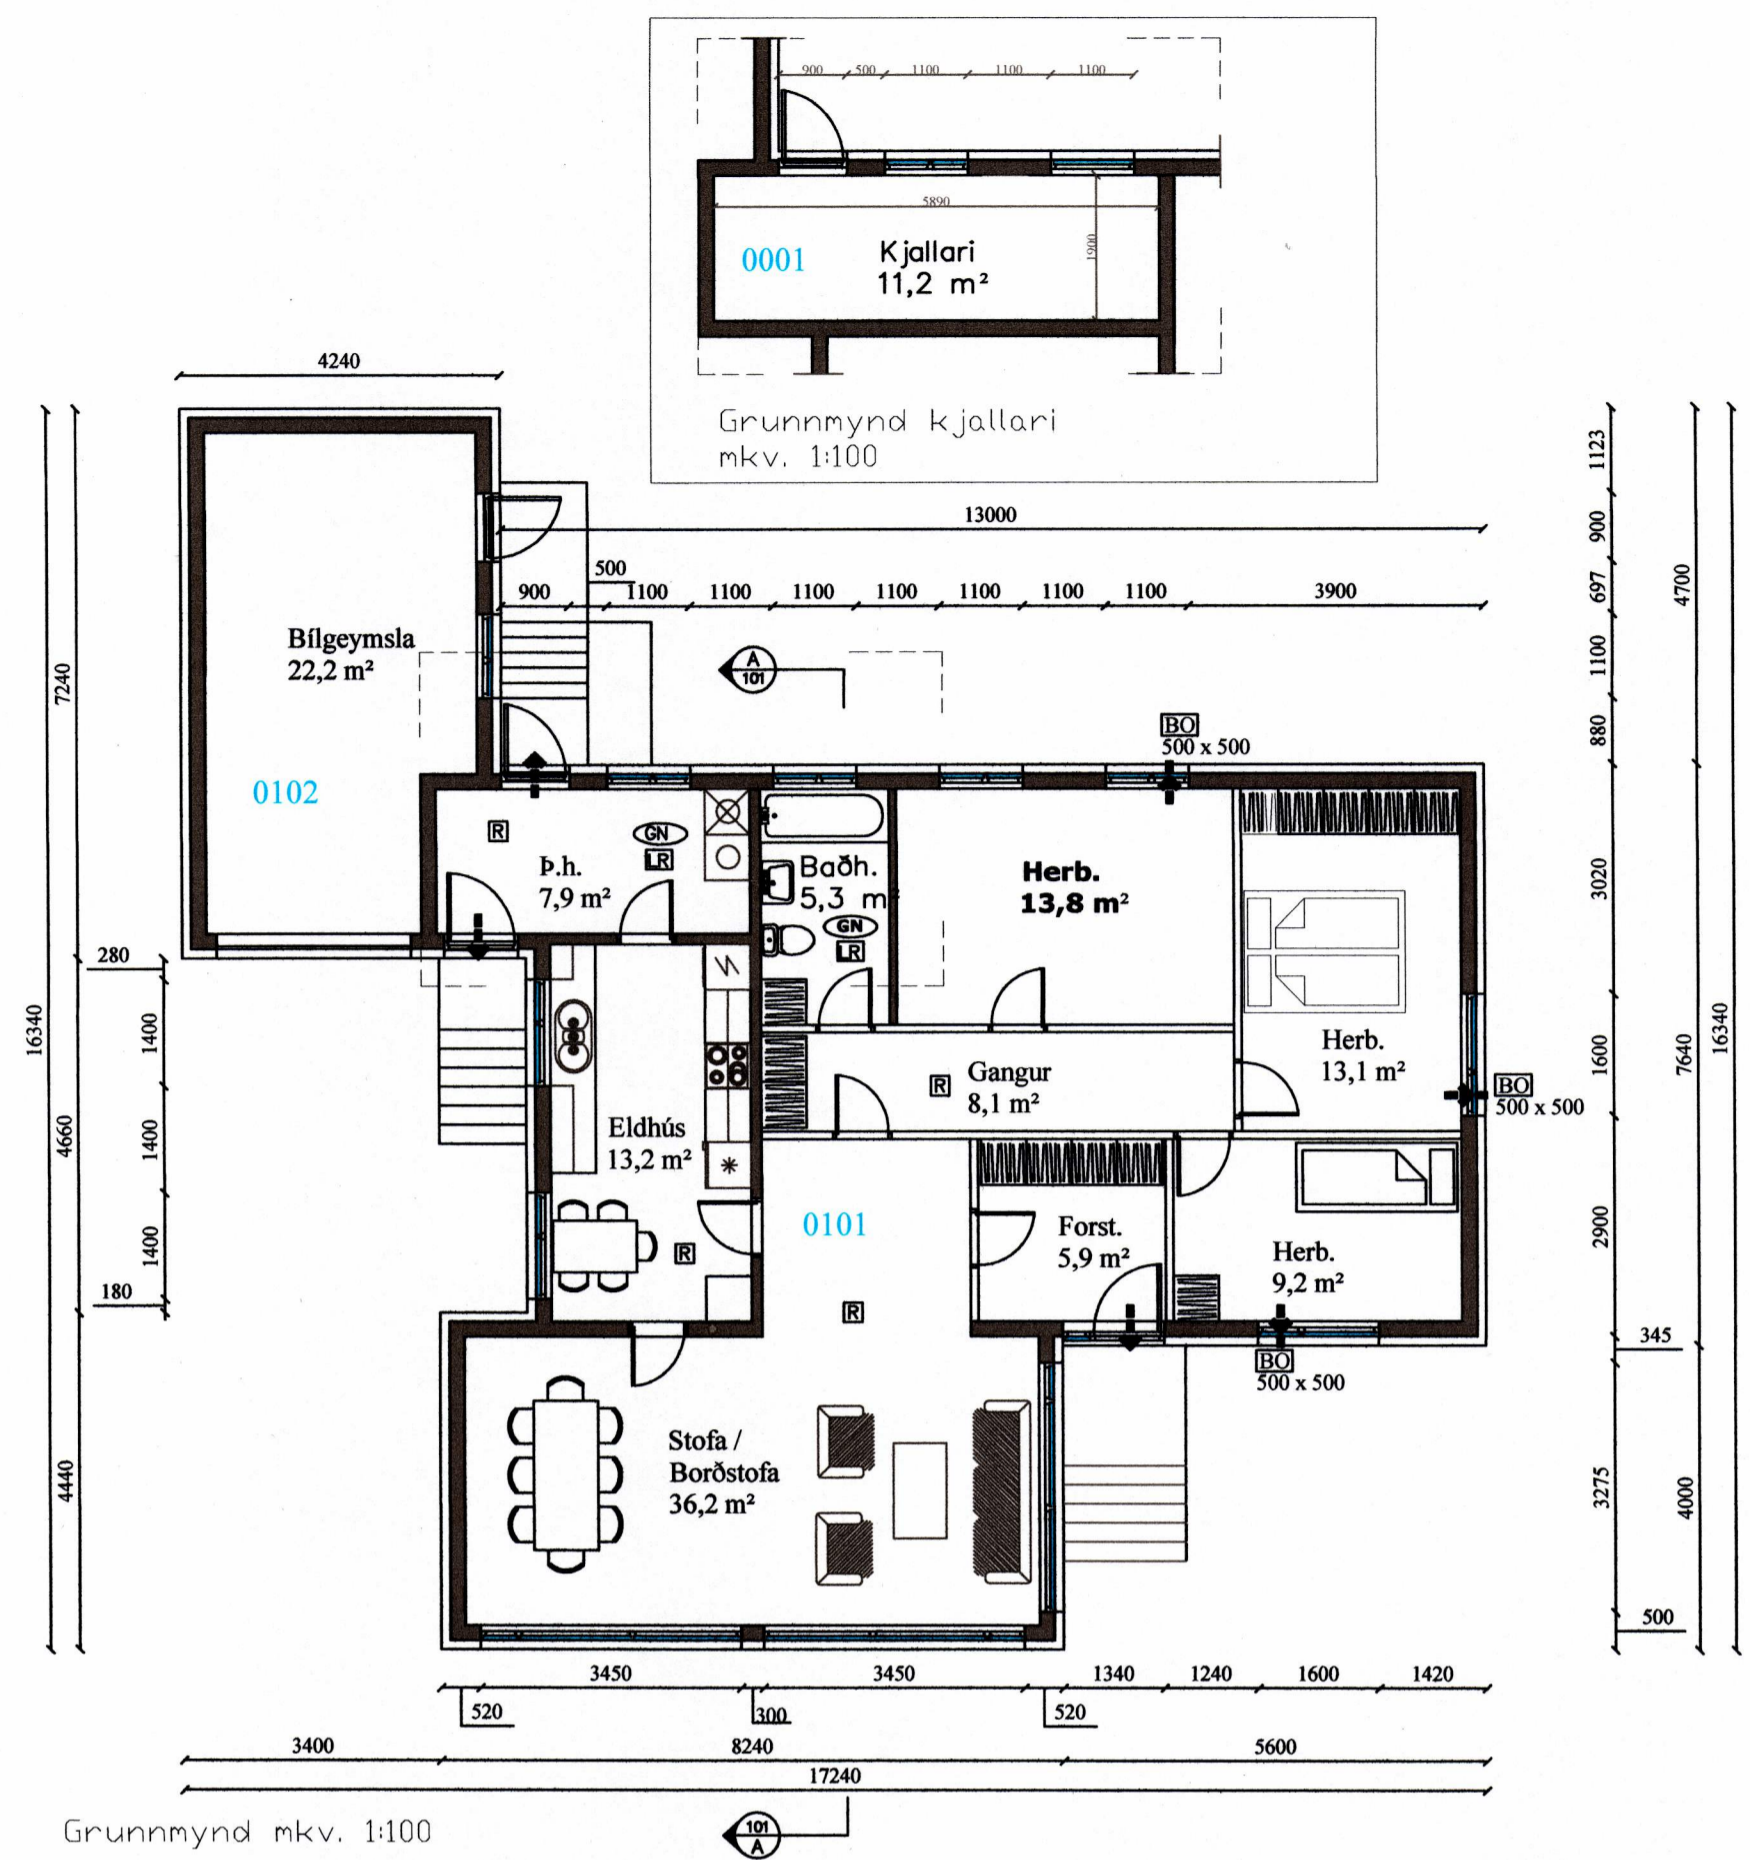 900 500 1100 1100 1100
5890
1900
0001
Kjallari
11,2 m²
Grunnmynd kjallari
mkv. 1:100
4240
13000
500
900 1100 1100 1100 1100 1100 1100 1100 3900
Bílgeymsla
22,2 m²
0102
A
101
BO
500 x 500
R
GN
LR
Þ.h.
7,9 m²
Baðh.
5,3 m
GN
LR
Herb.
13,8 m²
Herb.
13,1 m²
BO
500 x 500
R
Gangur
8,1 m²
Eldhús
13,2 m²
R
0101
R
Forst.
5,9 m²
Herb.
9,2 m²
BO
500 x 500
Stofa /
Borðstofa
36,2 m²
16340
7240
4660
4440
280
1400
1400
1400
180
1123
900
697
1100
880
3020
1600
2900
345
3275
500
4700
7640
4000
16340
3450 3450 1340 1240 1600 1420
520 300 520
3400 8240 5600
17240
Grunnmynd mkv. 1:100
101
A